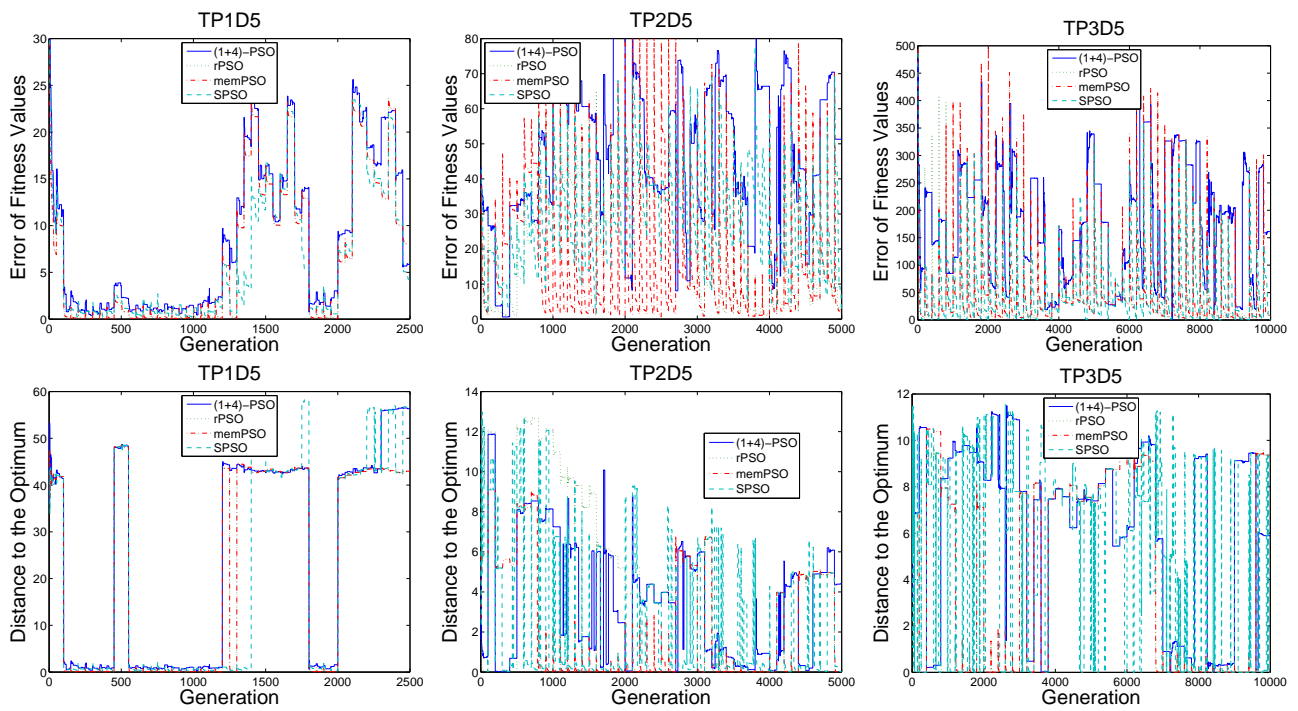 TP1D5
Error of Fitness Values
30
25
20
15
10
5
0
0 500 1000 1500 2000 2500
Generation
(1+4)−PSO
rPSO
memPSO
SPSO
TP2D5
Error of Fitness Values
80
70
60
50
40
30
20
10
0
0 1000 2000 3000 4000 5000
Generation
(1+4)−PSO
rPSO
memPSO
SPSO
TP3D5
Error of Fitness Values
500
450
400
350
300
250
200
150
100
50
0
0 2000 4000 6000 8000 10000
Generation
(1+4)−PSO
rPSO
memPSO
SPSO
TP1D5
Distance to the Optimum
60
50
40
30
20
10
0
0 500 1000 1500 2000 2500
Generation
(1+4)−PSO
rPSO
memPSO
SPSO
TP2D5
Distance to the Optimum
14
12
10
8
6
4
2
0
0 1000 2000 3000 4000 5000
Generation
(1+4)−PSO
rPSO
memPSO
SPSO
TP3D5
Distance to the Optimum
12
10
8
6
4
2
0
0 2000 4000 6000 8000 10000
Generation
(1+4)−PSO
rPSO
memPSO
SPSO